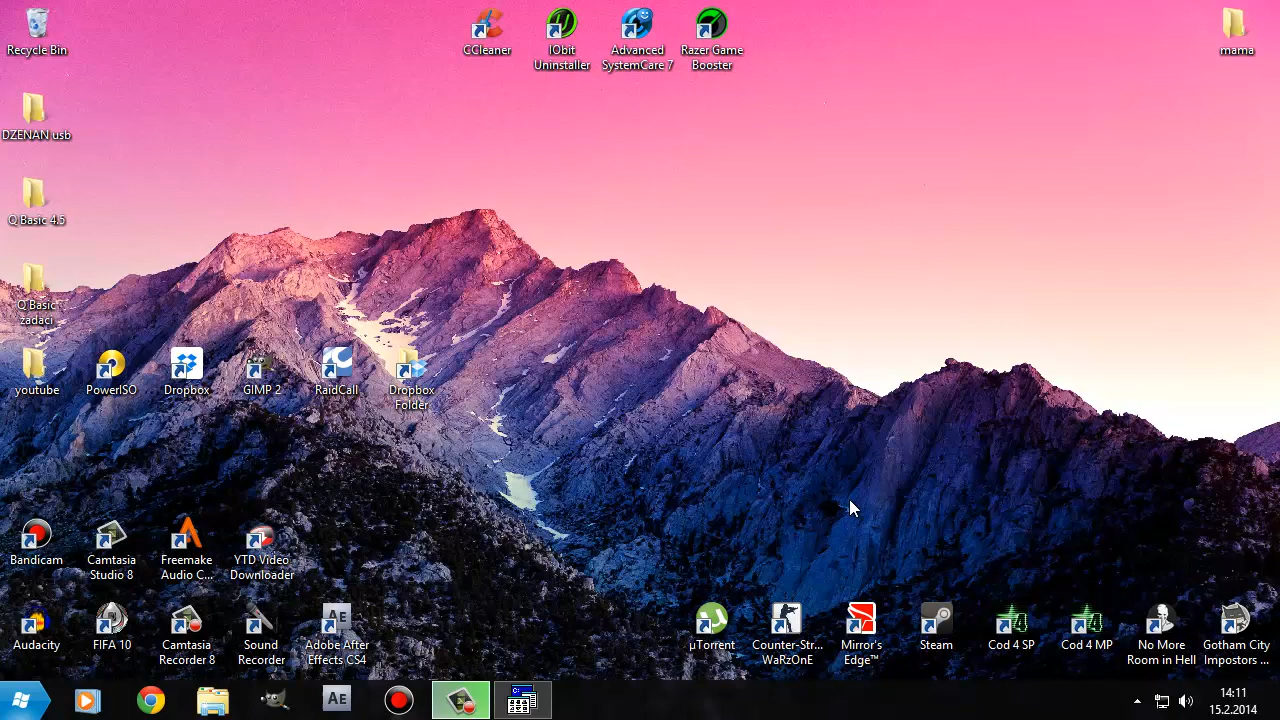 Recycle Bin
CCleaner
IObit
Uninstaller
Advanced
SystemCare 7
Razer Game
Booster
mama
DZENAN usb
Q.Basic 4.5
Q.Basic
zadaci
youtube
PowerISO
Dropbox
GIMP 2
RaidCall
Dropbox
Folder
Bandicam
Camtasia
Studio 8
Freemake
Audio C...
YTD Video
Downloader
Audacity
FIFA 10
Camtasia
Recorder 8
Sound
Recorder
AE
Adobe After
Effects CS4
µTorrent
Counter-Str...
WaRzOnE
Mirror's
Edge™
Steam
Cod 4 SP
Cod 4 MP
No More
Room in Hell
Gotham City
Impostors ...
AE
14:11
15.2.2014